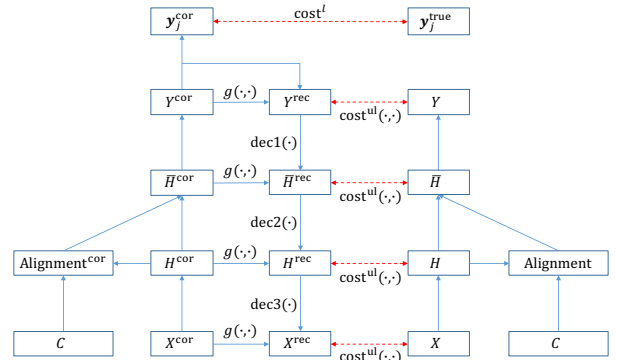 y_j^cor cost^l y_j^true
Y^cor g(·,·) Y^rec cost^ul(·,·) Y
dec1(·)
H̅^cor g(·,·) H̅^rec cost^ul(·,·) H̅
dec2(·)
Alignment^cor H^cor g(·,·) H^rec cost^ul(·,·) H Alignment
dec3(·)
C X^cor g(·,·) X^rec cost^ul(·,·) X C